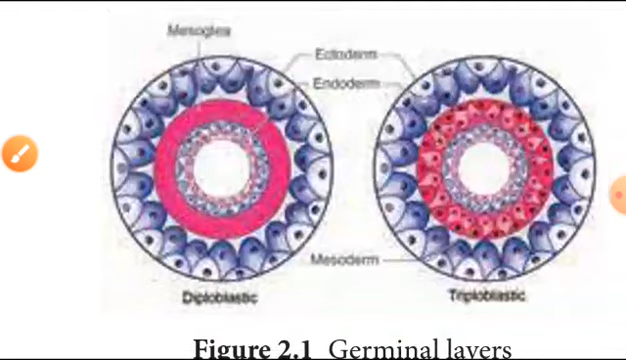 Mesoglea
Ectoderm
Endoderm
Mesoderm
Diploblastic
Triploblastic
Figure 2.1 Germinal layers